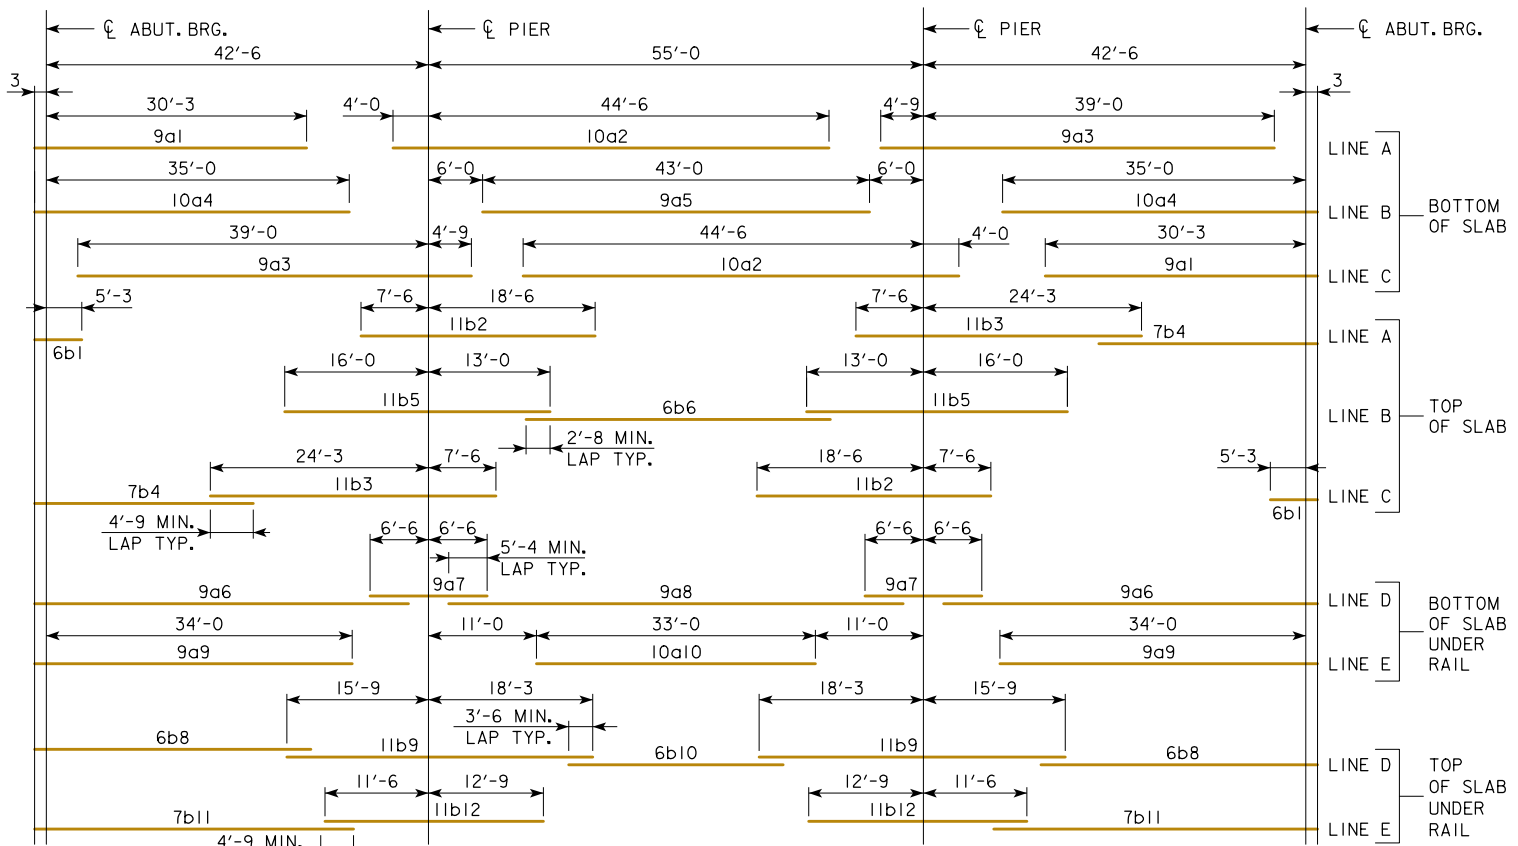 ℄ ABUT. BRG. ℄ PIER ℄ PIER ℄ ABUT. BRG.
42'-6 55'-0 42'-6
3 3
30'-3 4'-0 44'-6 4'-9 39'-0
9a1 10a2 9a3 LINE A
35'-0 6'-0 43'-0 6'-0 35'-0
10a4 9a5 10a4 LINE B
BOTTOM
OF SLAB
39'-0 4'-9 44'-6 4'-0 30'-3
9a3 10a2 9a1 LINE C
5'-3 7'-6 18'-6 7'-6 24'-3
6b1 11b2 11b3 7b4 LINE A
16'-0 13'-0 13'-0 16'-0
11b5 6b6 11b5 LINE B
TOP
OF SLAB
2'-8 MIN.
LAP TYP.
24'-3 7'-6 18'-6 7'-6 5'-3
7b4 11b3 11b2 6b1 LINE C
4'-9 MIN.
LAP TYP.
6'-6 6'-6 6'-6 6'-6
5'-4 MIN.
LAP TYP.
9a6 9a7 9a8 9a7 9a6 LINE D
BOTTOM
OF SLAB
UNDER
RAIL
34'-0 11'-0 33'-0 11'-0 34'-0
9a9 10a10 9a9 LINE E
15'-9 18'-3 18'-3 15'-9
3'-6 MIN.
LAP TYP.
6b8 11b9 6b10 11b9 6b8 LINE D
TOP
OF SLAB
UNDER
RAIL
11'-6 12'-9 12'-9 11'-6
7b11 11b12 11b12 7b11 LINE E
4'-9 MIN.